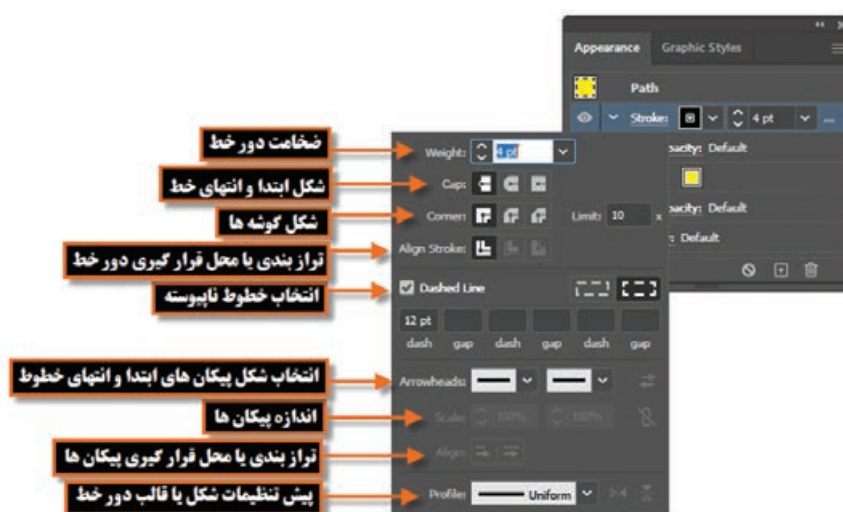 Appearance Graphic Styles
Path
Stroke: 4 pt ...
ضخامت دور خط
Weight: 4 pt
pacity: Default
شکل ابتدا و انتهای خط
Cap:
شکل گوشه ها
Corner: Limit: 10 x
pacity: Default
تراز بندی یا محل قرار گیری دور خط
Align Stroke:
: Default
انتخاب خطوط ناپیوسته
Dashed Line
12 pt
dash gap dash gap dash gap
انتخاب شکل پیکان های ابتدا و انتهای خطوط
Arrowheads:
اندازه پیکان ها
Scale: 100% 100%
تراز بندی یا محل قرار گیری پیکان ها
Align:
پیش تنظیمات شکل یا قالب دور خط
Profile: Uniform